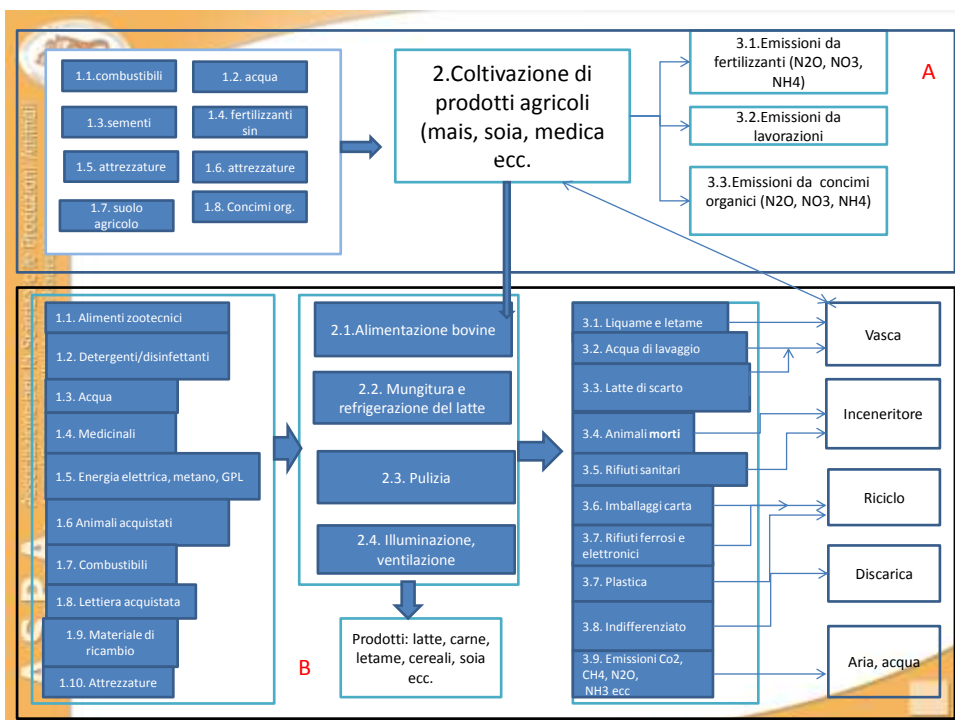 1.1.combustibili
1.2. acqua
1.3.sementi
1.4. fertilizzanti
sin
1.5. attrezzature
1.6. attrezzature
1.7. suolo
agricolo
1.8. Concimi org.
2.Coltivazione di
prodotti agricoli
(mais, soia, medica
ecc.
3.1.Emissioni da
fertilizzanti (N2O, NO3,
NH4)
3.2.Emissioni da
lavorazioni
3.3.Emissioni da concimi
organici (N2O, NO3, NH4)
A
1.1. Alimenti zootecnici
1.2. Detergenti/disinfettanti
1.3. Acqua
1.4. Medicinali
1.5. Energia elettrica, metano, GPL
1.6 Animali acquistati
1.7. Combustibili
1.8. Lettiera acquistata
1.9. Materiale di
ricambio
1.10. Attrezzature
2.1.Alimentazione bovine
2.2. Mungitura e
refrigerazione del latte
2.3. Pulizia
2.4. Illuminazione,
ventilazione
Prodotti: latte, carne,
letame, cereali, soia
ecc.
B
3.1. Liquame e letame
3.2. Acqua di lavaggio
3.3. Latte di scarto
3.4. Animali morti
3.5. Rifiuti sanitari
3.6. Imballaggi carta
3.7. Rifiuti ferrosi e
elettronici
3.7. Plastica
3.8. Indifferenziato
3.9. Emissioni Co2,
CH4, N2O,
NH3 ecc
Vasca
Inceneritore
Riciclo
Discarica
Aria, acqua